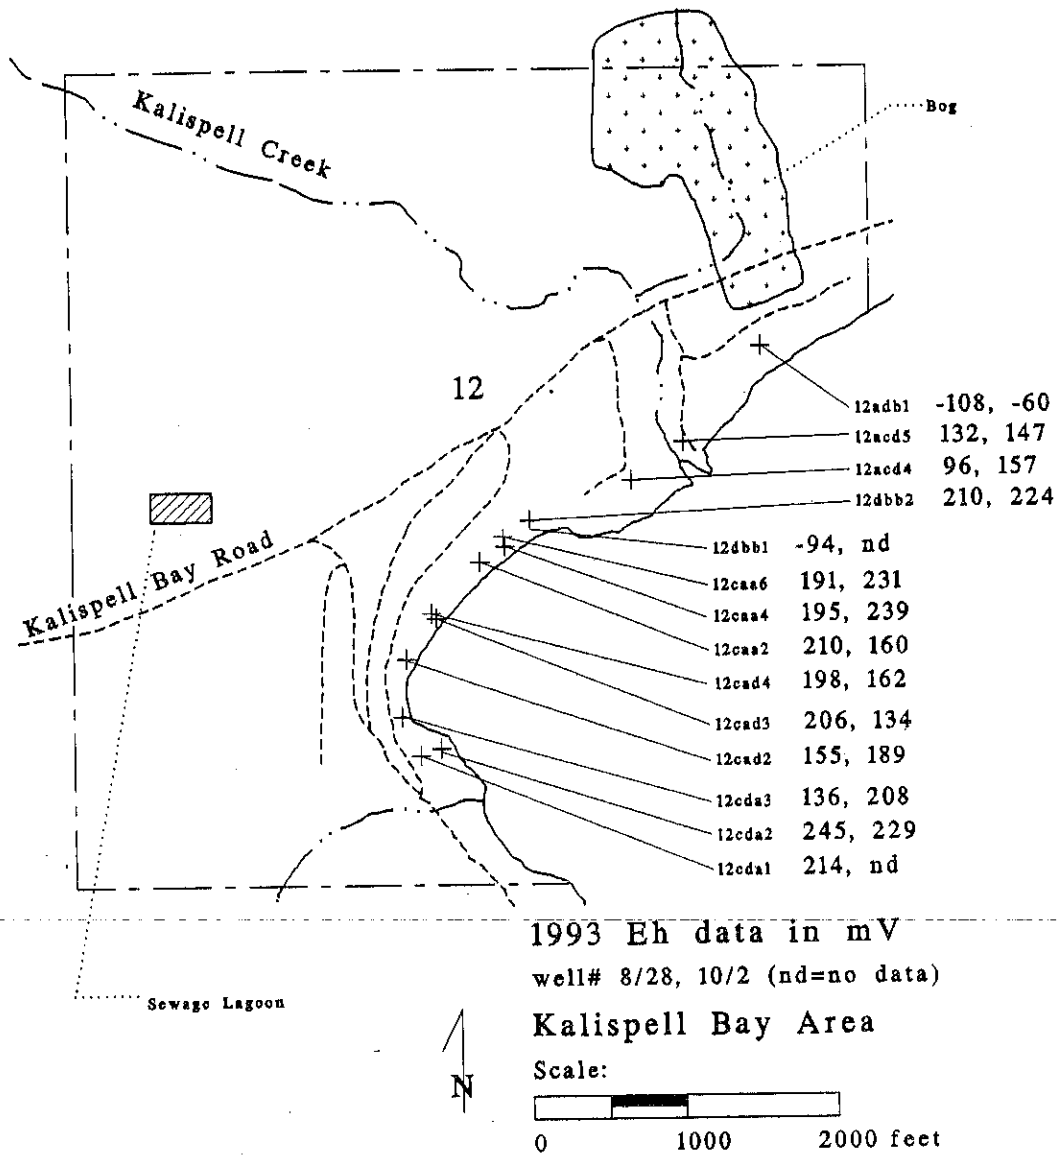 Bog
Kalispell Creek
12
12adb1 -108, -60
12acd5 132, 147
12acd4 96, 157
12dbb2 210, 224
12dbb1 -94, nd
12caa6 191, 231
12caa4 195, 239
12caa2 210, 160
12cad4 198, 162
12cad3 206, 134
12cad2 155, 189
12cda3 136, 208
12cda2 245, 229
12cda1 214, nd
Kalispell Bay Road
1993 Eh data in mV
well# 8/28, 10/2 (nd=no data)
Sewage Lagoon
Kalispell Bay Area
Scale:
N
0 1000 2000 feet